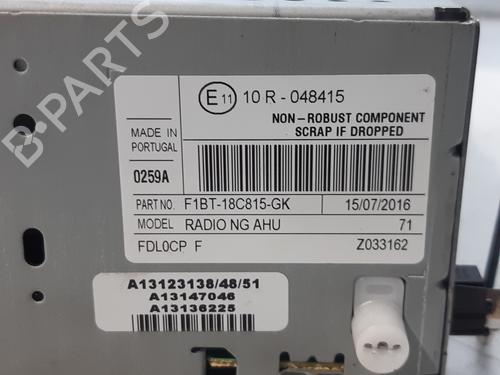 E 11 10 R - 048415
NON-ROBUST COMPONENT
SCRAP IF DROPPED
MADE IN
PORTUGAL
0259A
PART NO. F1BT-18C815-GK 15/07/2016
MODEL RADIO NG AHU 71
FDL0CP F Z033162
A13123138/48/51
A13147046
A13136225
B-PARTS